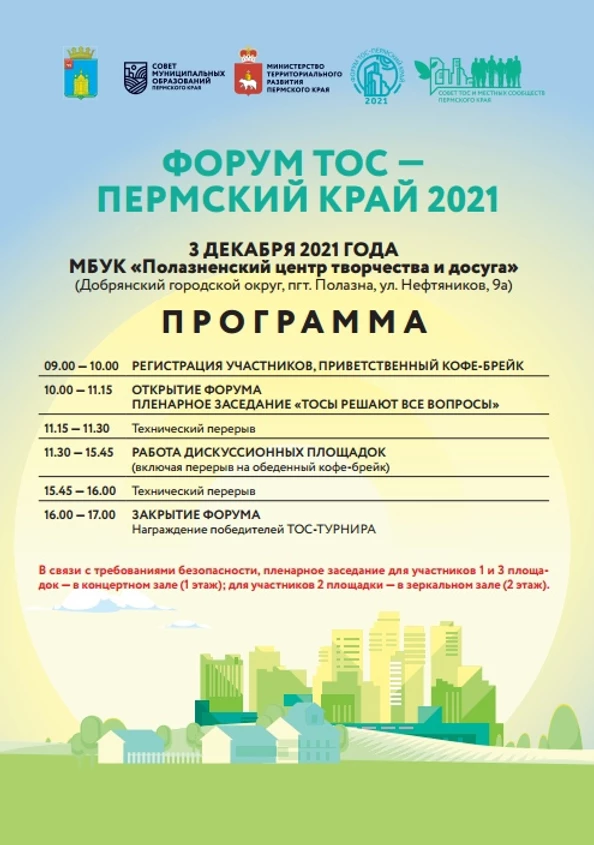 СОВЕТ
МУНИЦИПАЛЬНЫХ
ОБРАЗОВАНИЙ
ПЕРМСКОГО КРАЯ
МИНИСТЕРСТВО
ТЕРРИТОРИАЛЬНОГО
РАЗВИТИЯ
ПЕРМСКОГО КРАЯ
ФОРУМ ТОС-ПЕРМСКИЙ КРАЙ
2021
СОВЕТ ТОС И МЕСТНЫХ СООБЩЕСТВ
ПЕРМСКОГО КРАЯ
ФОРУМ ТОС —
ПЕРМСКИЙ КРАЙ 2021
3 ДЕКАБРЯ 2021 ГОДА
МБУК «Полазненский центр творчества и досуга»
(Добрянский городской округ, пгт. Полазна, ул. Нефтяников, 9а)
ПРОГРАММА
09.00 — 10.00 РЕГИСТРАЦИЯ УЧАСТНИКОВ, ПРИВЕТСТВЕННЫЙ КОФЕ-БРЕЙК
10.00 — 11.15 ОТКРЫТИЕ ФОРУМА
ПЛЕНАРНОЕ ЗАСЕДАНИЕ «ТОСЫ РЕШАЮТ ВСЕ ВОПРОСЫ»
11.15 — 11.30 Технический перерыв
11.30 — 15.45 РАБОТА ДИСКУССИОННЫХ ПЛОЩАДОК
(включая перерыв на обеденный кофе-брейк)
15.45 — 16.00 Технический перерыв
16.00 — 17.00 ЗАКРЫТИЕ ФОРУМА
Награждение победителей ТОС-ТУРНИРА
В связи с требованиями безопасности, пленарное заседание для участников 1 и 3 площа-
док — в концертном зале (1 этаж); для участников 2 площадки — в зеркальном зале (2 этаж).